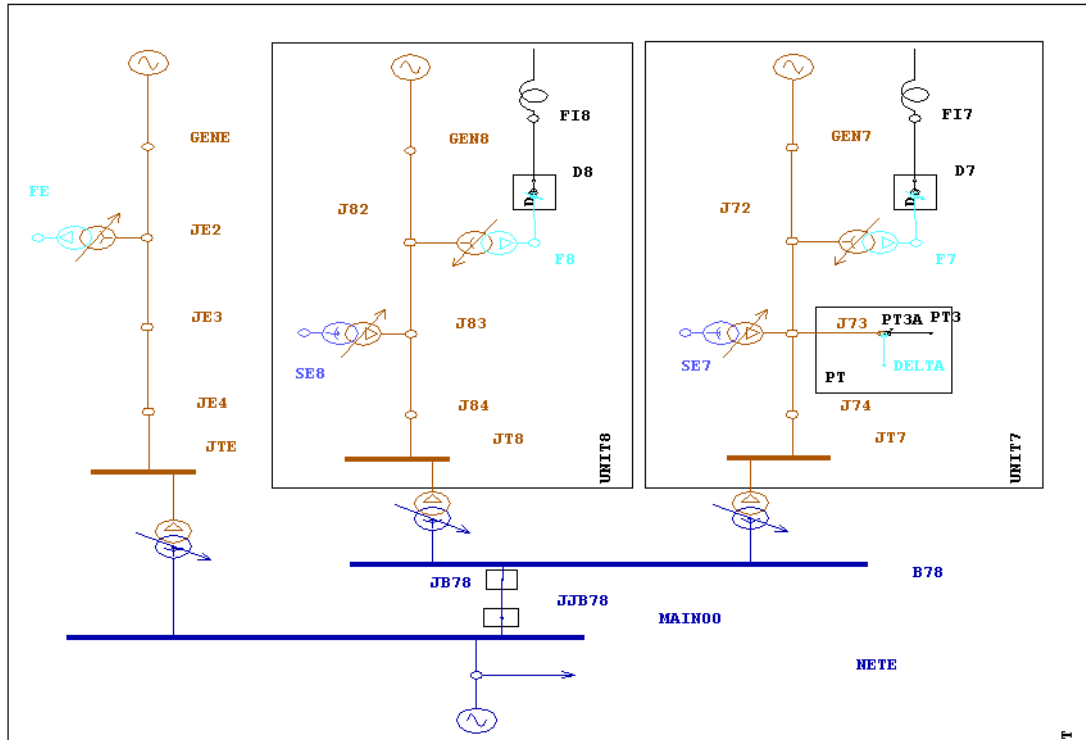 FI8
FI7
GENE
GEN8
GEN7
D8
D7
FE
D
D
J82
J72
JE2
F8
F7
JE3
J83
J73
PT3A
PT3
SE8
SE7
DELTA
PT
JE4
J84
J74
JTE
JT8
JT7
UNIT8
UNIT7
JB78
B78
JJB78
MAIN00
NETE
T